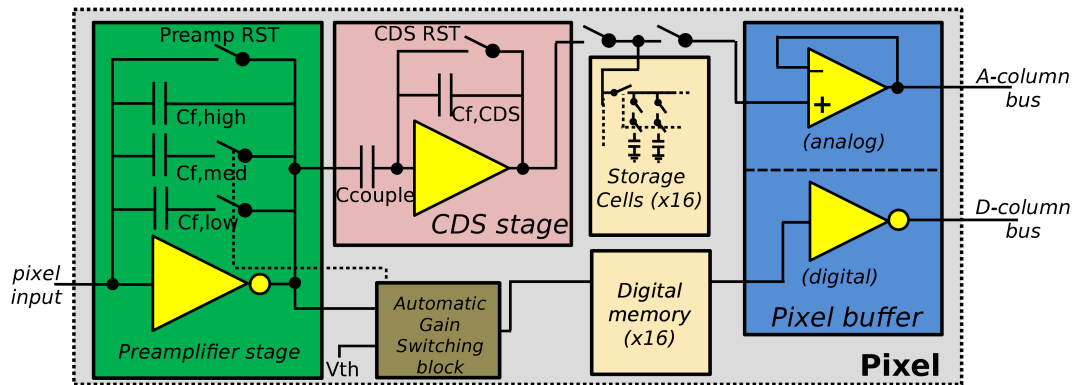 Preamp RST
Cf,high
Cf,med
Cf,low
pixel
input
Preamplifier stage
CDS RST
Cf,CDS
Ccouple
CDS stage
Automatic
Gain
Switching
block
Vth
Storage
Cells (x16)
Digital
memory
(x16)
−
+
(analog)
(digital)
Pixel buffer
A-column
bus
D-column
bus
Pixel